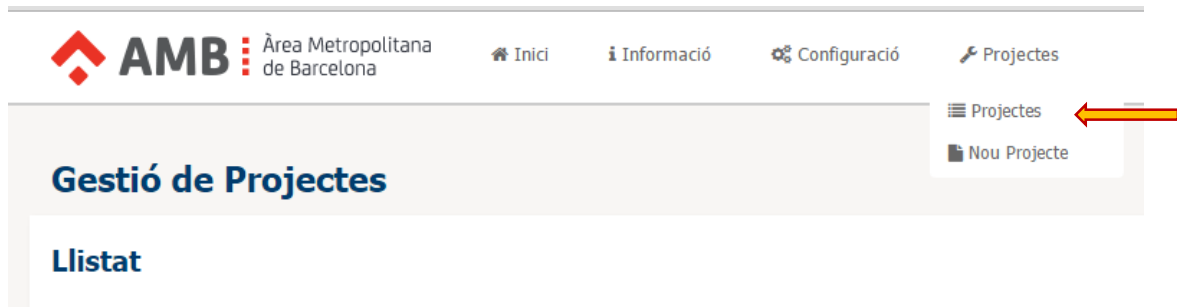 AMB
Àrea Metropolitana
de Barcelona
Inici
Informació
Configuració
Projectes
Projectes
Nou Projecte
Gestió de Projectes
Llistat